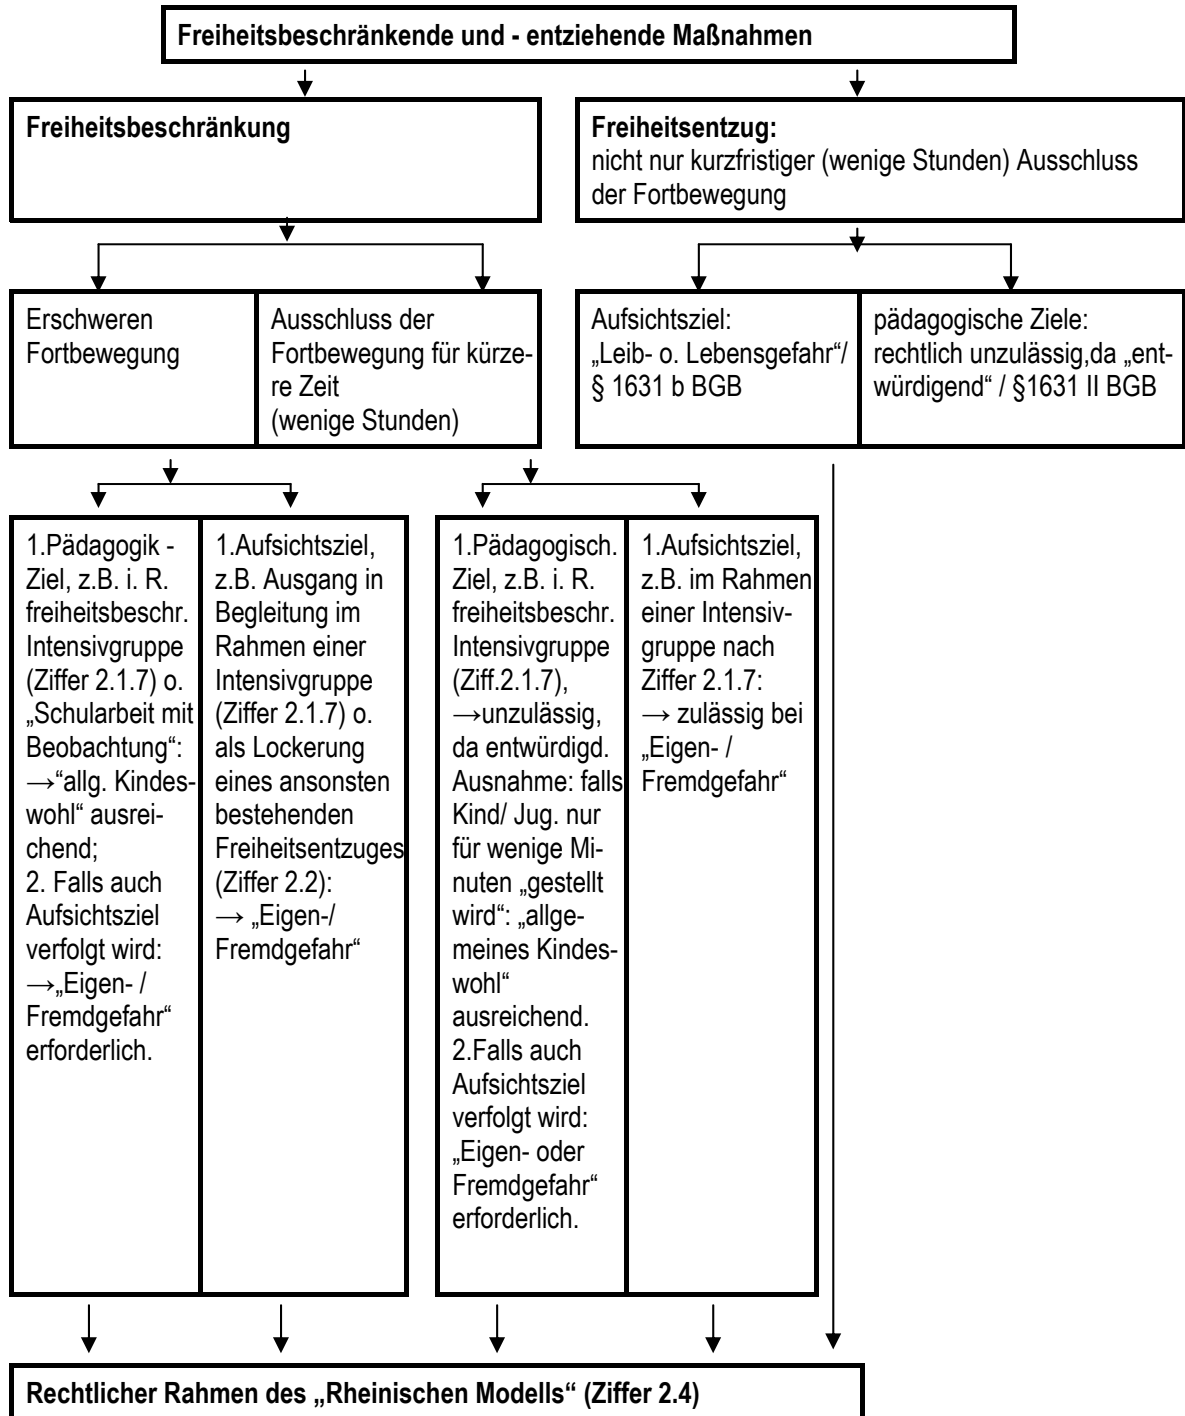 Freiheitsbeschränkende und - entziehende Maßnahmen
Freiheitsbeschränkung
Freiheitsentzug:
nicht nur kurzfristiger (wenige Stunden) Ausschluss
der Fortbewegung
Erschweren
Fortbewegung
Ausschluss der
Fortbewegung für kürze-
re Zeit
(wenige Stunden)
Aufsichtsziel:
„Leib- o. Lebensgefahr“/
§ 1631 b BGB
pädagogische Ziele:
rechtlich unzulässig,da „ent-
würdigend“ / §1631 II BGB
1.Pädagogik -
Ziel, z.B. i. R.
freiheitsbeschr.
Intensivgruppe
(Ziffer 2.1.7) o.
„Schularbeit mit
Beobachtung“:
→“allg. Kindes-
wohl“ ausrei-
chend;
2. Falls auch
Aufsichtsziel
verfolgt wird:
→„Eigen- /
Fremdgefahr“
erforderlich.
1.Aufsichtsziel,
z.B. Ausgang in
Begleitung im
Rahmen einer
Intensivgruppe
(Ziffer 2.1.7) o.
als Lockerung
eines ansonsten
bestehenden
Freiheitsentzuges
(Ziffer 2.2):
→ „Eigen-/
Fremdgefahr“
1.Pädagogisch.
Ziel, z.B. i. R.
freiheitsbeschr.
Intensivgruppe
(Ziff.2.1.7),
→unzulässig,
da entwürdigd.
Ausnahme: falls
Kind/ Jug. nur
für wenige Mi-
nuten „gestellt
wird“: „allge-
meines Kindes-
wohl“
ausreichend.
2.Falls auch
Aufsichtsziel
verfolgt wird:
„Eigen- oder
Fremdgefahr“
erforderlich.
1.Aufsichtsziel,
z.B. im Rahmen
einer Intensiv-
gruppe nach
Ziffer 2.1.7:
→ zulässig bei
„Eigen- /
Fremdgefahr“
Rechtlicher Rahmen des „Rheinischen Modells“ (Ziffer 2.4)